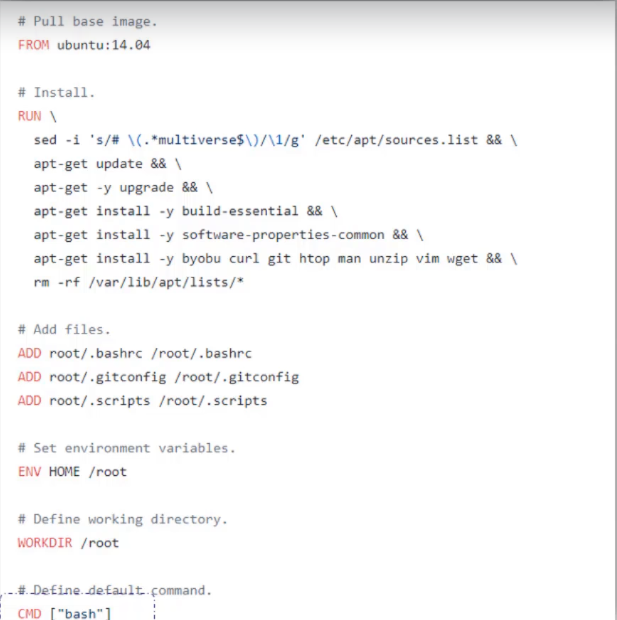 # Pull base image.
FROM ubuntu:14.04
# Install.
RUN \
sed -i 's/# \(.*multiverse$\)/\1/g' /etc/apt/sources.list && \
apt-get update && \
apt-get -y upgrade && \
apt-get install -y build-essential && \
apt-get install -y software-properties-common && \
apt-get install -y byobu curl git htop man unzip vim wget && \
rm -rf /var/lib/apt/lists/*
# Add files.
ADD root/.bashrc /root/.bashrc
ADD root/.gitconfig /root/.gitconfig
ADD root/.scripts /root/.scripts
# Set environment variables.
ENV HOME /root
# Define working directory.
WORKDIR /root
# Define default command.
CMD ["bash"]